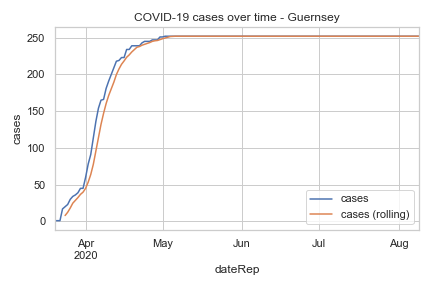 COVID-19 cases over time - Guernsey
250
200
150
100
50
0
cases
cases
cases (rolling)
Apr
2020
May
Jun
Jul
Aug
dateRep